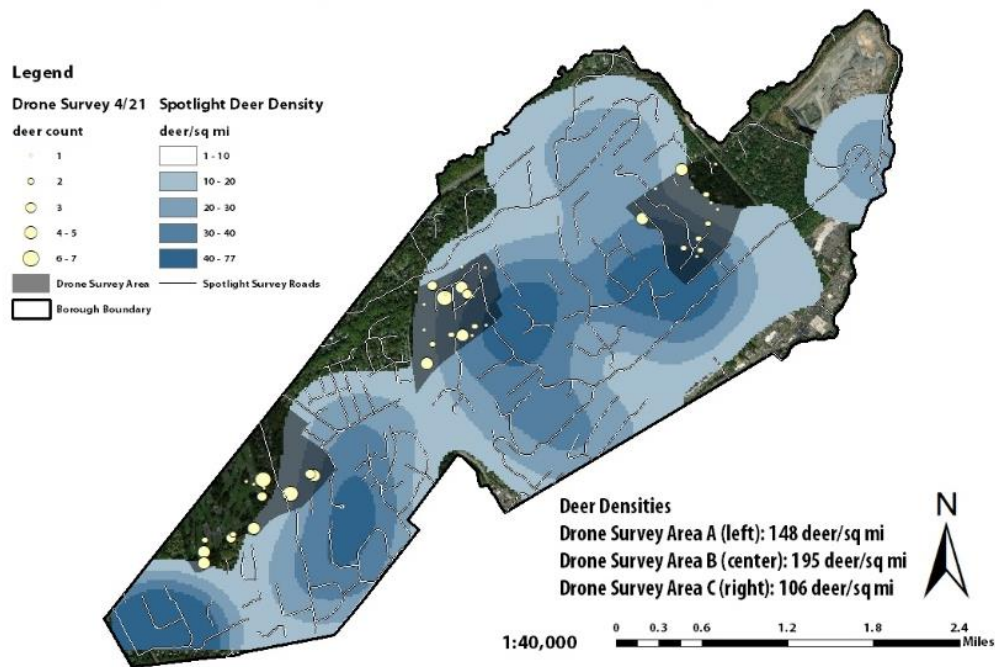 Legend
Drone Survey 4/21 Spotlight Deer Density
deer count deer/sq mi
1 1 - 10
2 10 - 20
3 20 - 30
4 - 5 30 - 40
6 - 7 40 - 77
Drone Survey Area Spotlight Survey Roads
Borough Boundary
Deer Densities
Drone Survey Area A (left): 148 deer/sq mi
Drone Survey Area B (center): 195 deer/sq mi
Drone Survey Area C (right): 106 deer/sq mi
N
1:40,000
0 0.3 0.6 1.2 1.8 2.4
Miles